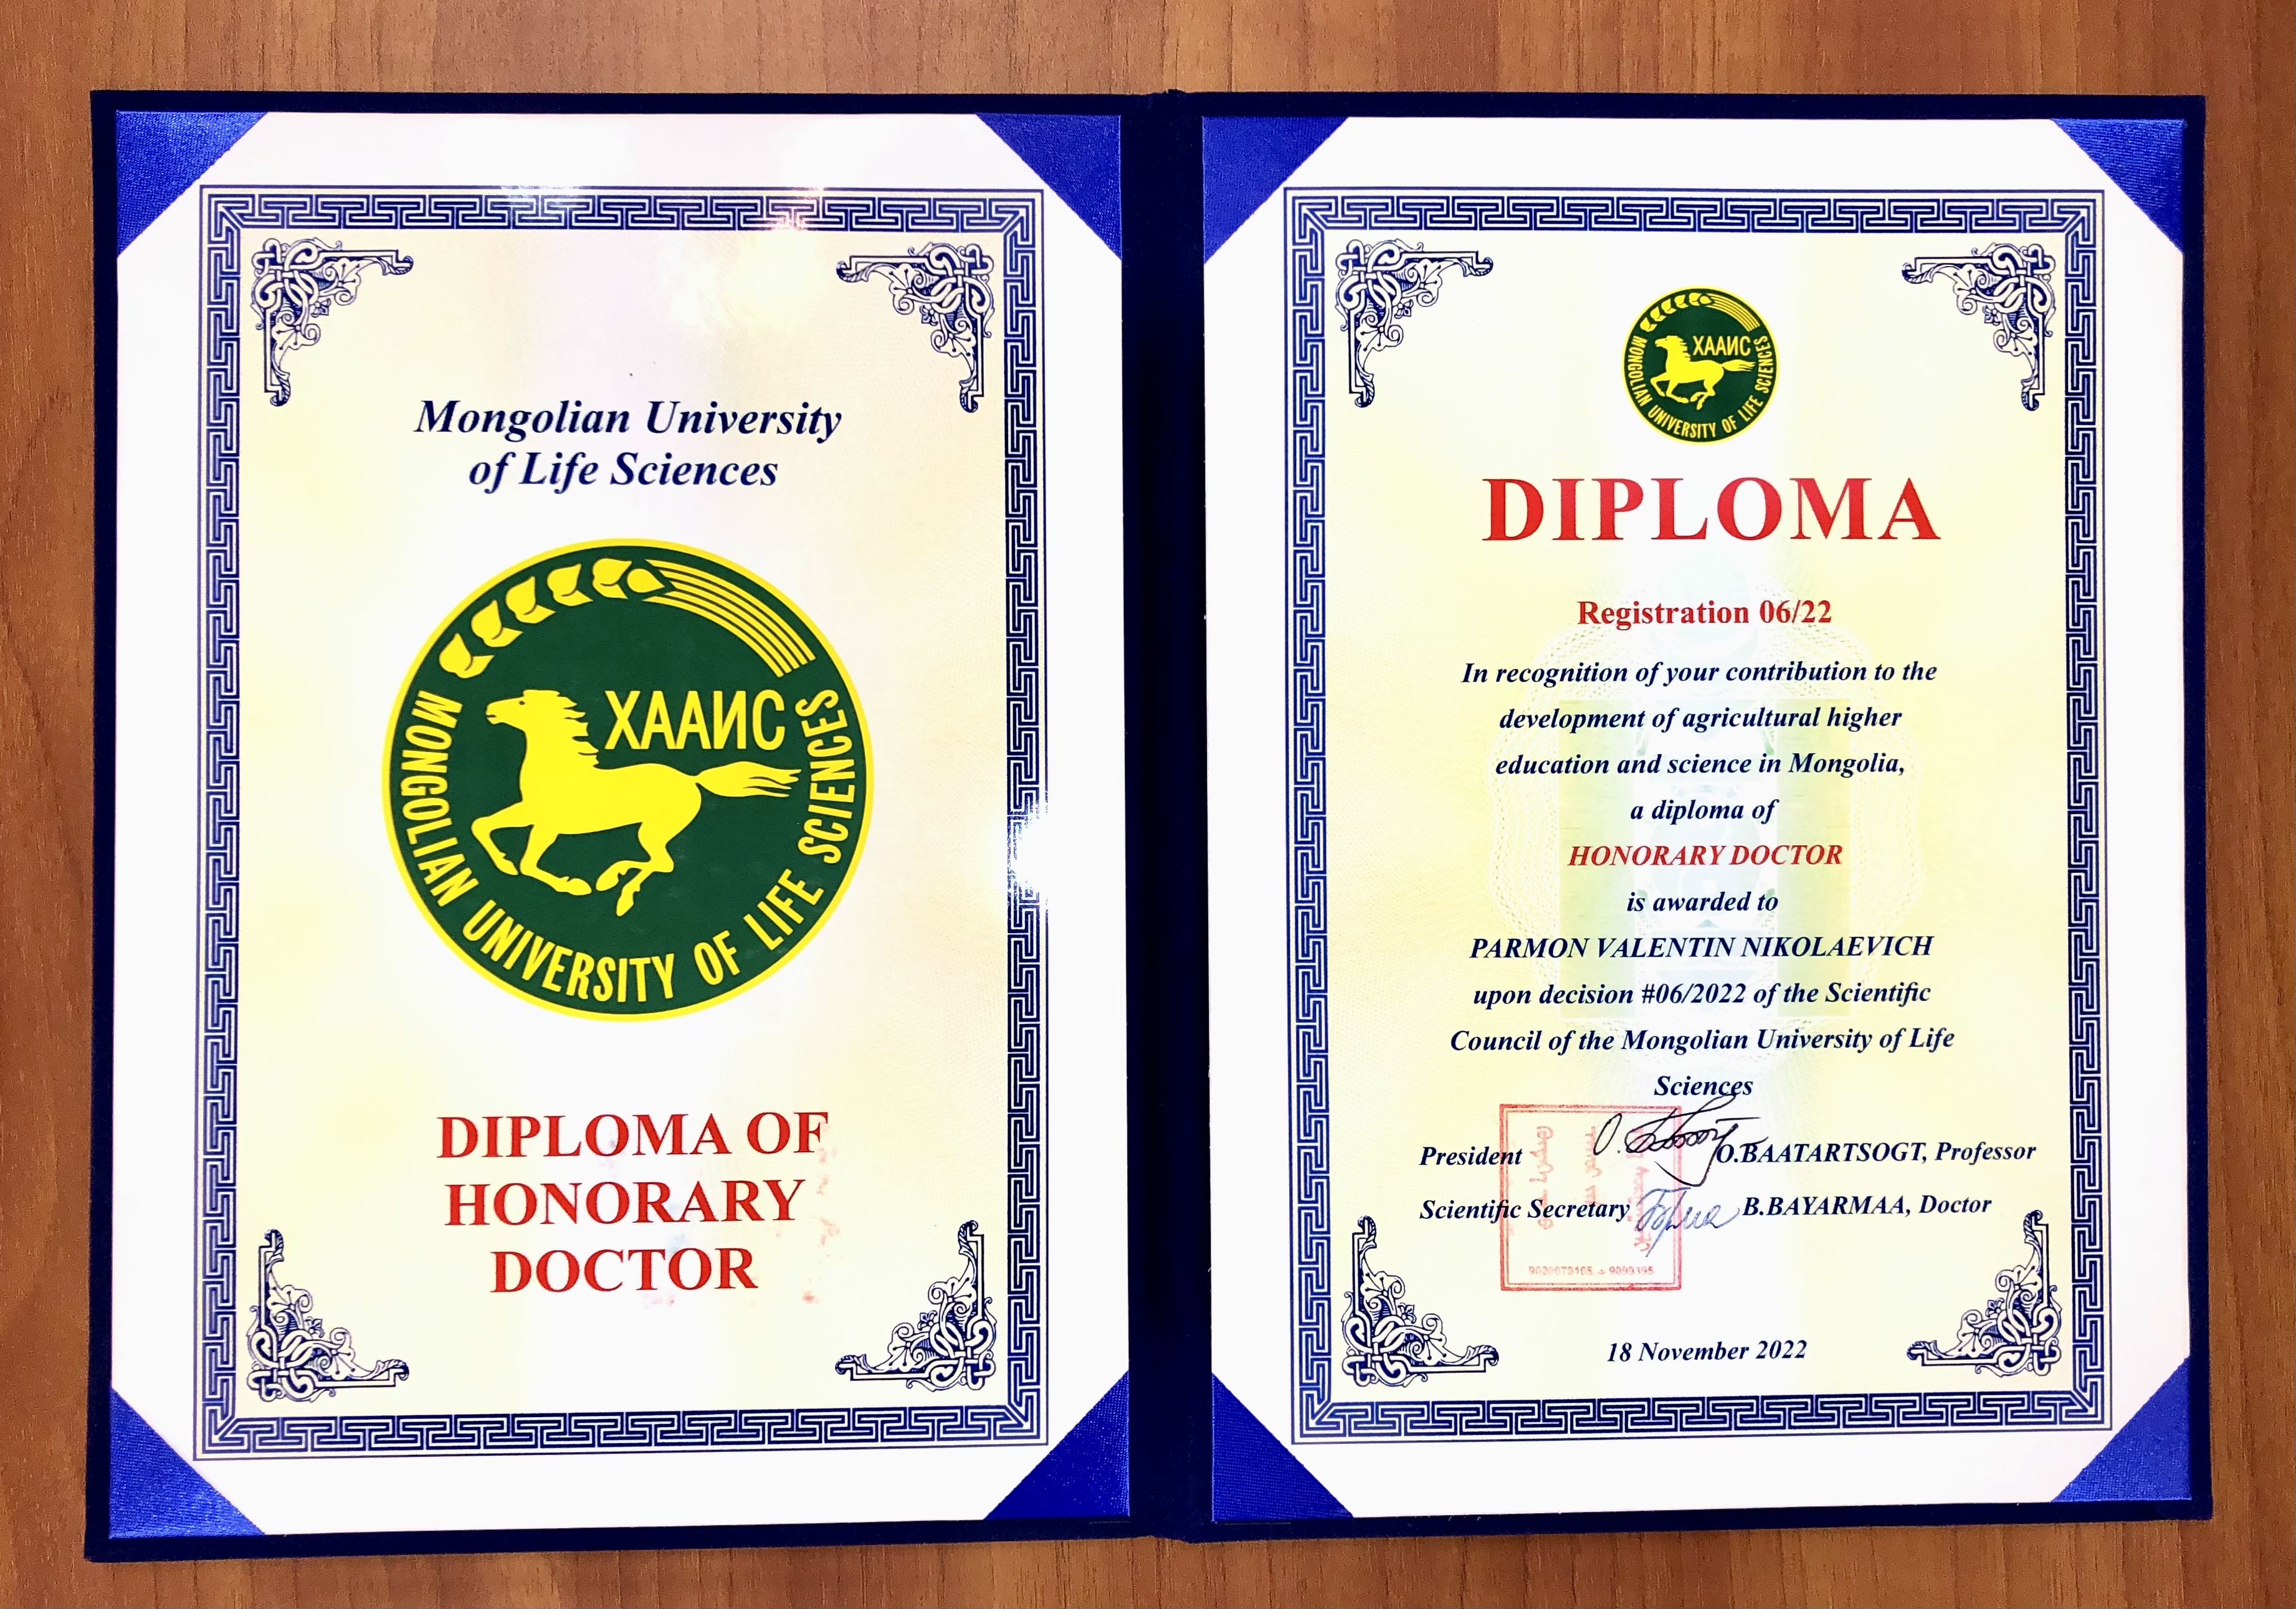 Mongolian University
of Life Sciences
ХААИС
MONGOLIAN UNIVERSITY OF LIFE SCIENCES
DIPLOMA OF
HONORARY
DOCTOR
ХААИС
MONGOLIAN UNIVERSITY OF LIFE SCIENCES
DIPLOMA
Registration 06/22
In recognition of your contribution to the
development of agricultural higher
education and science in Mongolia,
a diploma of
HONORARY DOCTOR
is awarded to
PARMON VALENTIN NIKOLAEVICH
upon decision #06/2022 of the Scientific
Council of the Mongolian University of Life
Sciences
President O.BAATARTSOGT, Professor
Scientific Secretary B.BAYARMAA, Doctor
18 November 2022